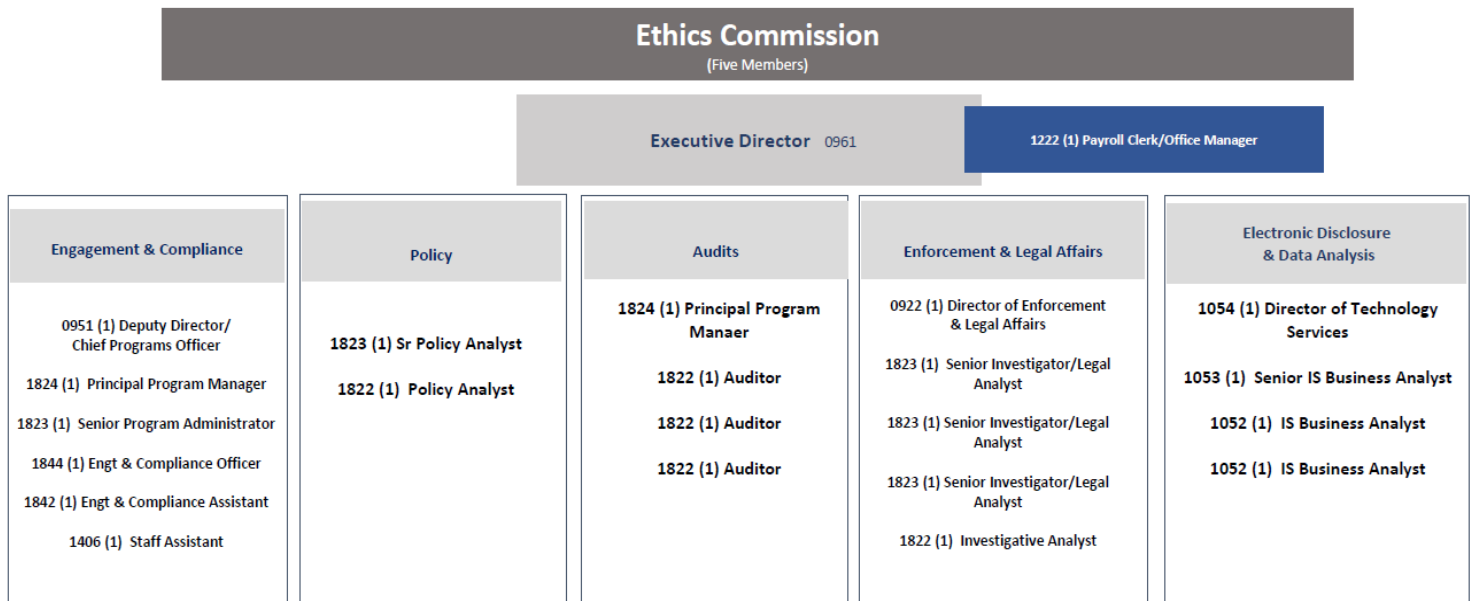 Ethics Commission
(Five Members)
Executive Director 0961
1222 (1) Payroll Clerk/Office Manager
Engagement & Compliance
0951 (1) Deputy Director/
Chief Programs Officer
1824 (1) Principal Program Manager
1823 (1) Senior Program Administrator
1844 (1) Engt & Compliance Officer
1842 (1) Engt & Compliance Assistant
1406 (1) Staff Assistant
Policy
1823 (1) Sr Policy Analyst
1822 (1) Policy Analyst
Audits
1824 (1) Principal Program
Manaer
1822 (1) Auditor
1822 (1) Auditor
1822 (1) Auditor
Enforcement & Legal Affairs
0922 (1) Director of Enforcement
& Legal Affairs
1823 (1) Senior Investigator/Legal
Analyst
1823 (1) Senior Investigator/Legal
Analyst
1823 (1) Senior Investigator/Legal
Analyst
1822 (1) Investigative Analyst
Electronic Disclosure
& Data Analysis
1054 (1) Director of Technology
Services
1053 (1) Senior IS Business Analyst
1052 (1) IS Business Analyst
1052 (1) IS Business Analyst